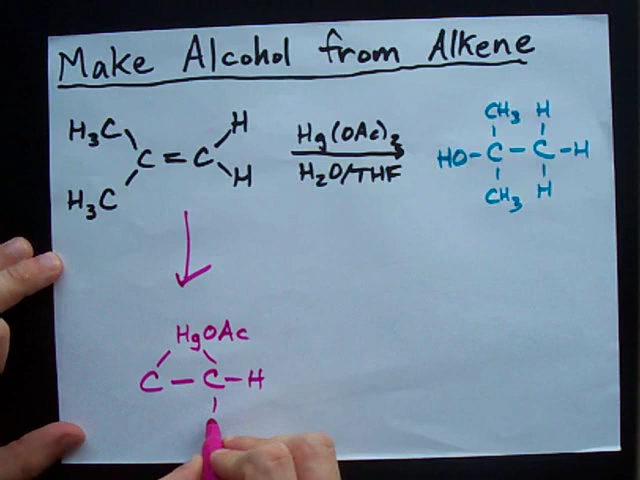 Make Alcohol from Alkene
H₃C
H₃C
C = C
H
H
Hg(OAc)₂
H₂O/THF
CH₃ H
HO - C - C - H
CH₃ H
HgOAc
C - C - H